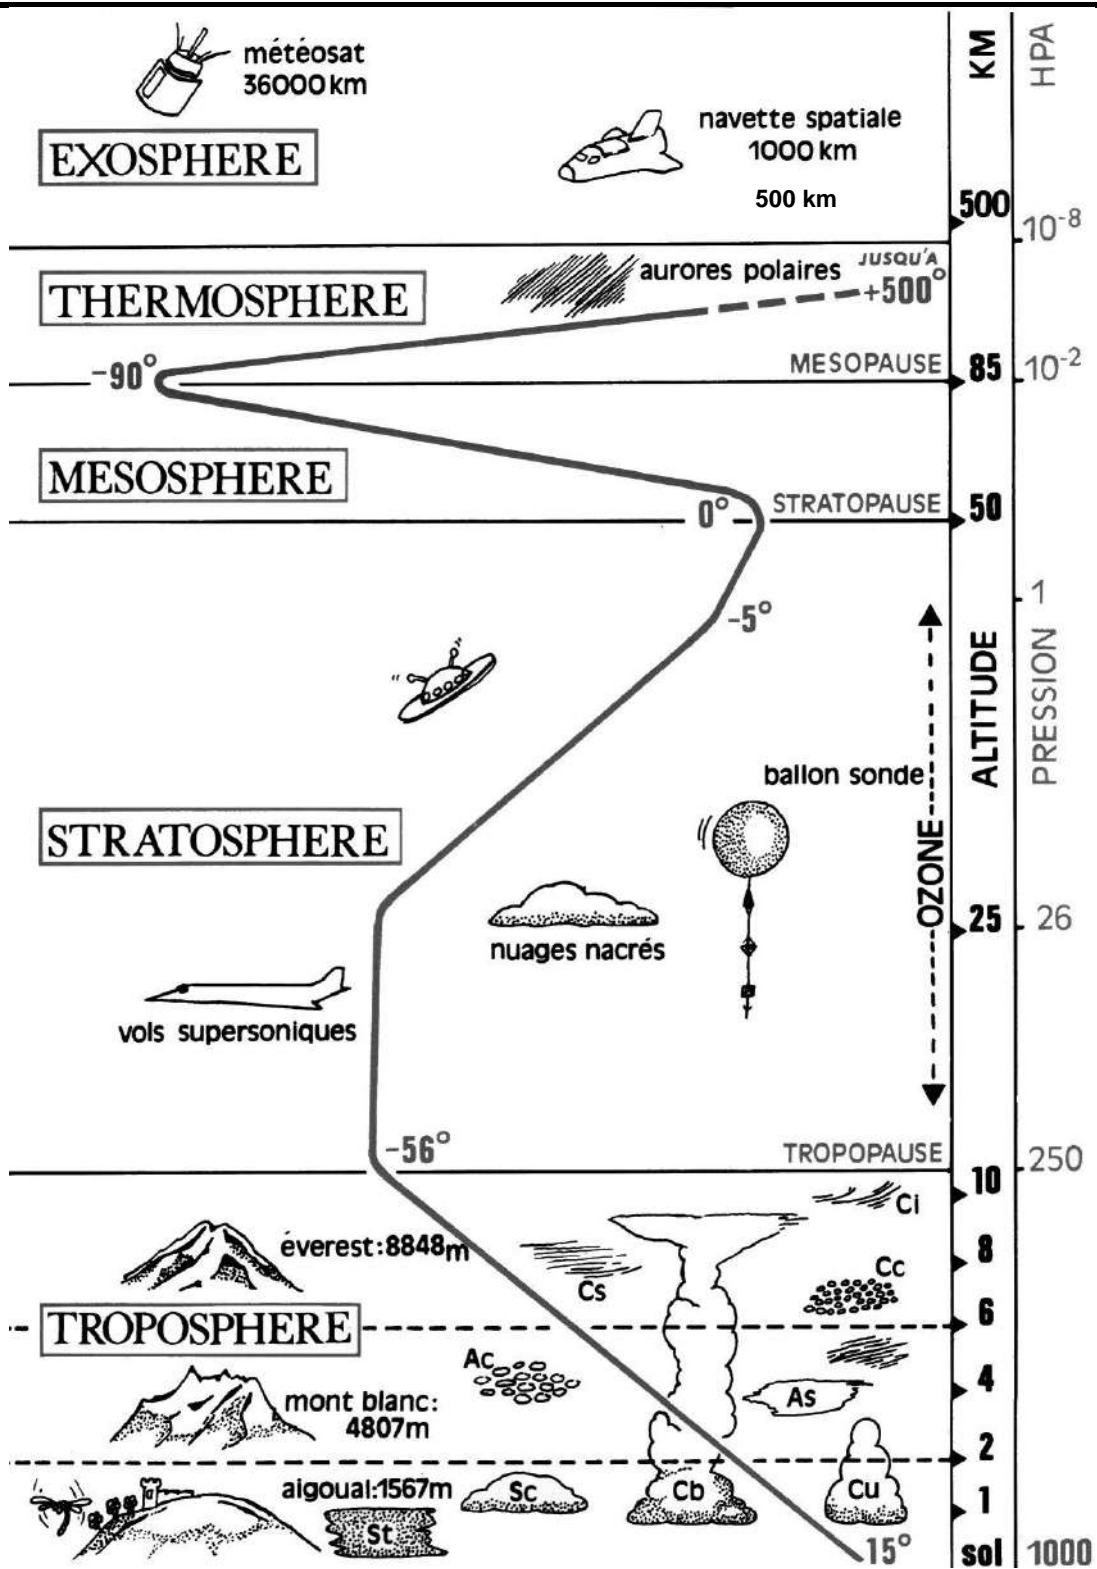 météosat
36000 km
KM
HPA
navette spatiale
1000 km
EXOSPHERE
500 km
500
10-8
aurores polaires
JUSQU'A
+500°
THERMOSPHERE
-90°
MESOPAUSE
85
10-2
MESOSPHERE
0°
STRATOPAUSE
50
1
-5°
ALTITUDE
PRESSION
ballon sonde
STRATOSPHERE
OZONE
25
26
nuages nacrés
vols supersoniques
-56°
TROPOPAUSE
10
250
Ci
éverest: 8848m
8
Cs
Cc
6
TROPOSPHERE
Ac
4
mont blanc:
4807m
As
2
aigoual: 1567m
Sc
Cb
Cu
1
St
15°
sol
1000